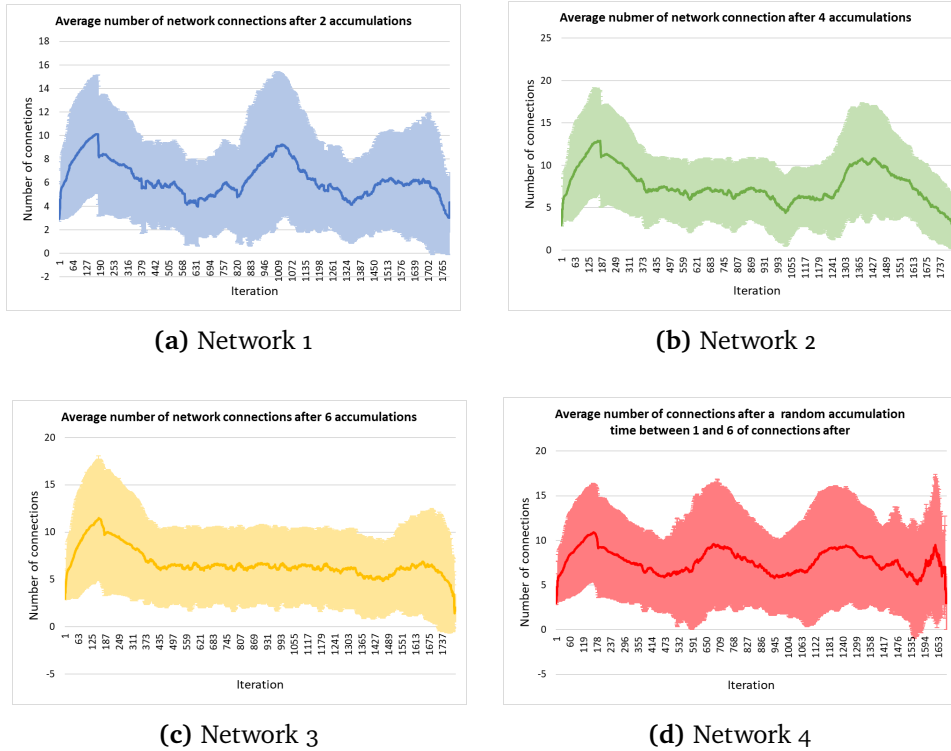 Average number of network connections after 2 accumulations
18
16
14
12
10
8
6
4
2
0
-2
Number of connetions
1 64 127 190 253 316 379 442 505 568 631 694 757 820 883 946 1009 1072 1135 1198 1261 1324 1387 1450 1513 1576 1639 1702 1765
Iteration
(a) Network 1
Average nubmer of network connection after 4 accumulations
25
20
15
10
5
0
Number of connections
1 63 125 187 249 311 373 435 497 559 621 683 745 807 869 931 993 1055 1117 1179 1241 1303 1365 1427 1489 1551 1613 1675 1737
Iteration
(b) Network 2
Average number of network connections after 6 accumulations
20
15
10
5
0
-5
Number of connections
1 63 125 187 249 311 373 435 497 559 621 683 745 807 869 931 993 1055 1117 1179 1241 1303 1365 1427 1489 1551 1613 1675 1737
Iteration
(c) Network 3
Average number of connections after a random accumulation
time between 1 and 6 of connections after
20
15
10
5
0
-5
Number of connections
1 60 119 178 237 296 355 414 473 532 591 650 709 768 827 886 945 1004 1063 1122 1181 1240 1299 1358 1417 1476 1535 1594 1653
Iteration
(d) Network 4